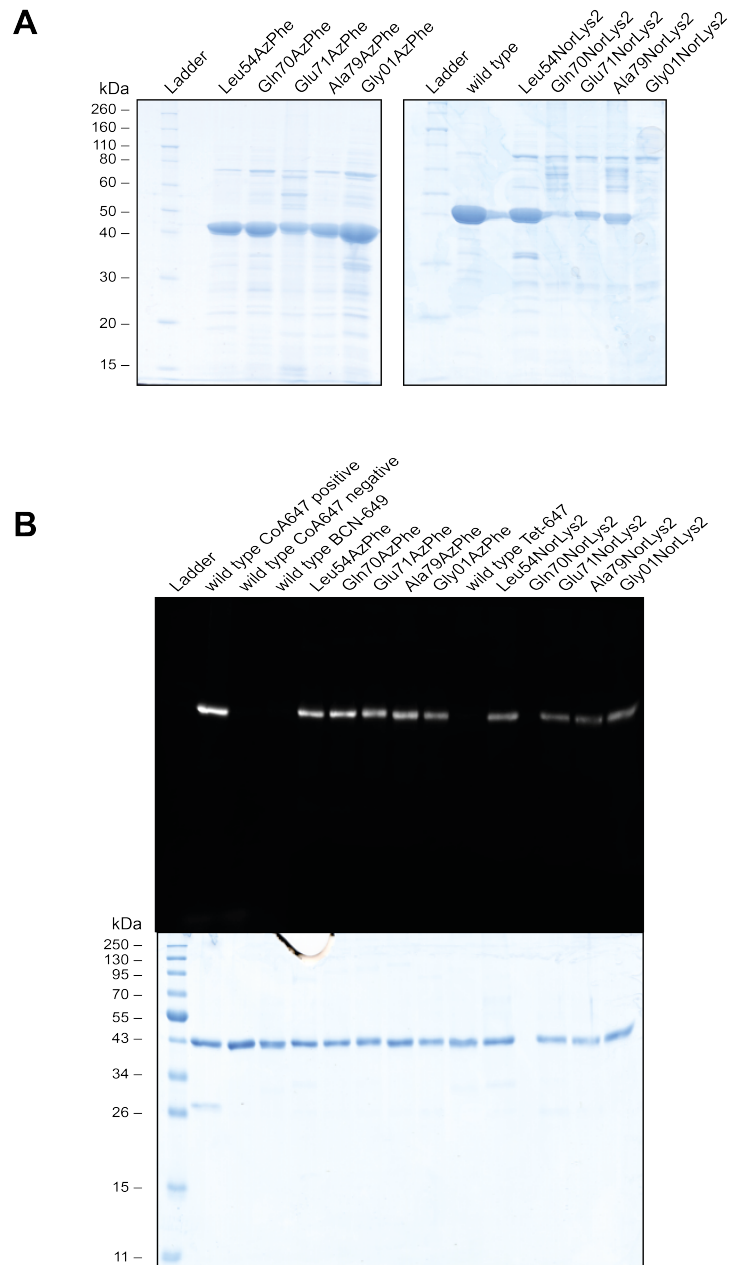 A
Ladder
Leu54AzPhe
Gln70AzPhe
Glu71AzPhe
Ala79AzPhe
Gly01AzPhe
Ladder
wild type
Leu54NorLys2
Gln70NorLys2
Glu71NorLys2
Ala79NorLys2
Gly01NorLys2
kDa
260 –
160 –
110 –
80 –
60 –
50 –
40 –
30 –
20 –
15 –
B
Ladder
wild type CoA647 positive
wild type CoA647 negative
wild type BCN-649
Leu54AzPhe
Gln70AzPhe
Glu71AzPhe
Ala79AzPhe
Gly01AzPhe
wild type Tet-647
Leu54NorLys2
Gln70NorLys2
Glu71NorLys2
Ala79NorLys2
Gly01NorLys2
kDa
250 –
130 –
95 –
70 –
55 –
43 –
34 –
26 –
15 –
11 –